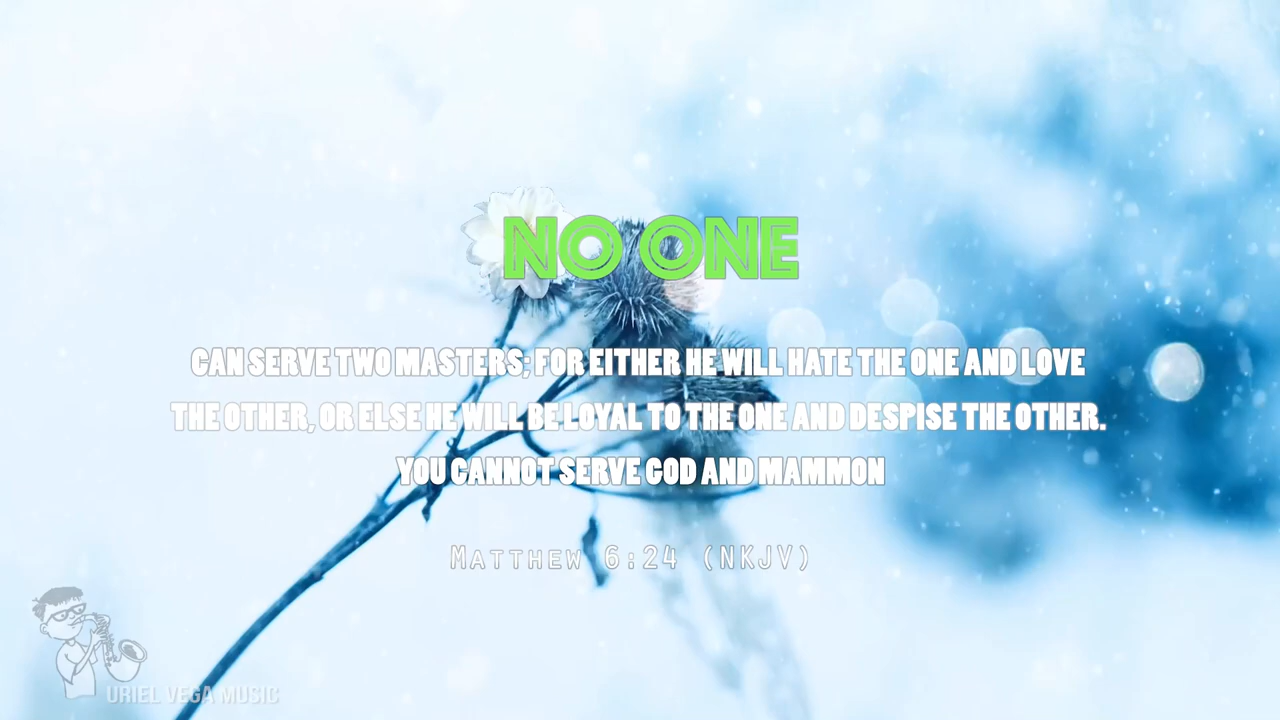 NO ONE
CAN SERVE TWO MASTERS; FOR EITHER HE WILL HATE THE ONE AND LOVE
THE OTHER, OR ELSE HE WILL BE LOYAL TO THE ONE AND DESPISE THE OTHER.
YOU CANNOT SERVE GOD AND MAMMON
MATTHEW 6:24 (NKJV)
URIEL VEGA MUSIC